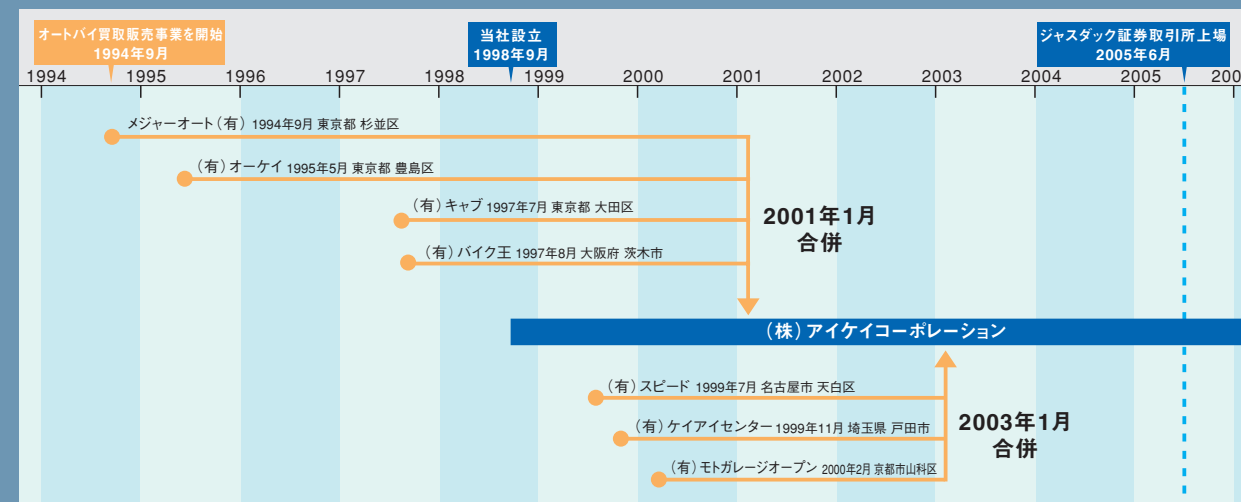 オートバイ買取販売事業を開始
1994年9月
当社設立
1998年9月
ジャスダック証券取引所上場
2005年6月
1994 1995 1996 1997 1998 1999 2000 2001 2002 2003 2004 2005 200
メジャーオート(有) 1994年9月 東京都 杉並区
(有)オーケイ 1995年5月 東京都 豊島区
(有)キャブ 1997年7月 東京都 大田区
(有)バイク王 1997年8月 大阪府 茨木市
2001年1月
合併
(株)アイケイコーポレーション
(有)スピード 1999年7月 名古屋市 天白区
(有)ケイアイセンター 1999年11月 埼玉県 戸田市
(有)モトガレージオープン 2000年2月 京都市山科区
2003年1月
合併